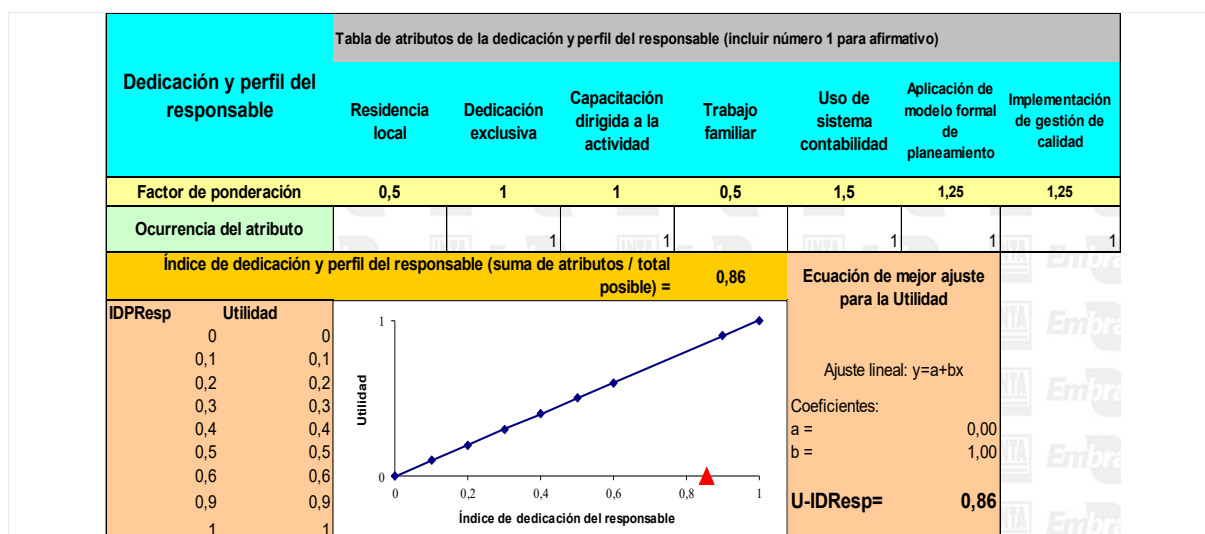 Tabla de atributos de la dedicación y perfil del responsable (incluir número 1 para afirmativo)
Dedicación y perfil del
responsable
Residencia
local
Dedicación
exclusiva
Capacitación
dirigida a la
actividad
Trabajo
familiar
Uso de
sistema
contabilidad
Aplicación de
modelo formal
de
planeamiento
Implementación
de gestión de
calidad
Factor de ponderación 0,5 1 1 0,5 1,5 1,25 1,25
Ocurrencia del atributo 1 1 1 1 1
Índice de dedicación y perfil del responsable (suma de atributos / total
posible) =
0,86
Ecuación de mejor ajuste
para la Utilidad
IDPResp Utilidad
0 0
0,1 0,1
0,2 0,2
0,3 0,3
0,4 0,4
0,5 0,5
0,6 0,6
0,9 0,9
1 1
1
Utilidad
0
0 0,2 0,4 0,6 0,8 1
Índice de dedicación del responsable
Ajuste lineal: y=a+bx
Coeficientes:
a = 0,00
b = 1,00
U-IDResp= 0,86
INTA
Embra
Embra
Embra
Embra